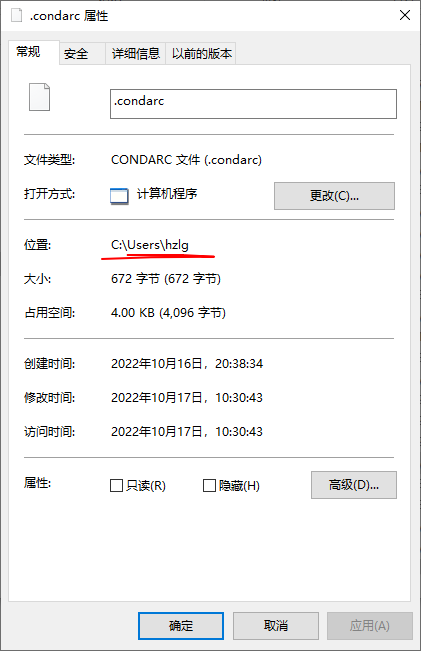 .condarc 属性
常规 安全 详细信息 以前的版本
.condarc
文件类型: CONDARC 文件 (.condarc)
打开方式: 计算机程序 更改(C)...
位置: C:\Users\hzlg
大小: 672 字节 (672 字节)
占用空间: 4.00 KB (4,096 字节)
创建时间: 2022年10月16日，20:38:34
修改时间: 2022年10月17日，10:30:43
访问时间: 2022年10月17日，10:30:43
属性: 只读(R) 隐藏(H) 高级(D)...
确定 取消 应用(A)